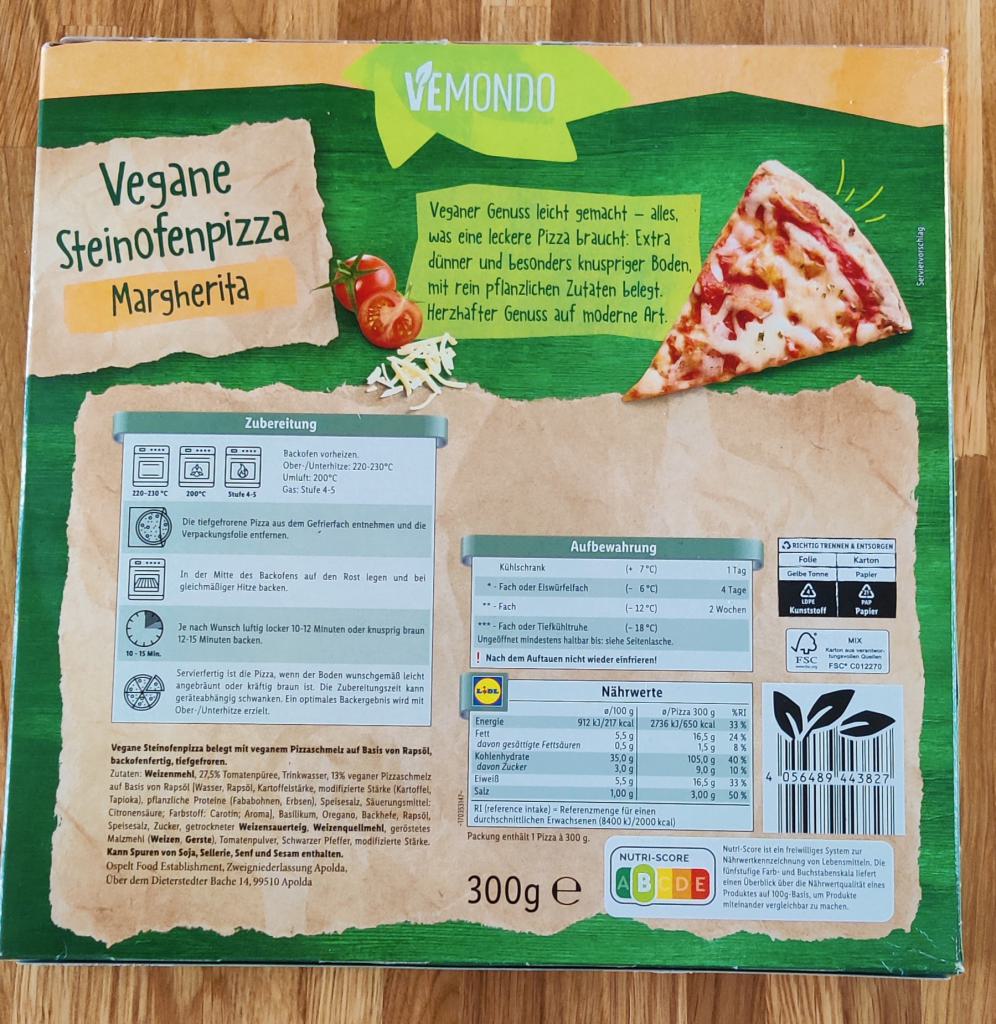 VEMONDO
Vegane
Steinofenpizza
Margherita
Veganer Genuss leicht gemacht – alles,
was eine leckere Pizza braucht: Extra
dünner und besonders knuspriger Boden,
mit rein pflanzlichen Zutaten belegt.
Herzhafter Genuss auf moderne Art.
Serviervorschlag
Zubereitung
220-230 °C 200°C Stufe 4-5
Backofen vorheizen.
Ober-/Unterhitze: 220-230°C
Umluft: 200°C
Gas: Stufe 4-5
Die tiefgefrorene Pizza aus dem Gefrierfach entnehmen und die
Verpackungsfolie entfernen.
In der Mitte des Backofens auf den Rost legen und bei
gleichmäßiger Hitze backen.
10 - 15 Min.
Je nach Wunsch luftig locker 10-12 Minuten oder knusprig braun
12-15 Minuten backen.
Servierfertig ist die Pizza, wenn der Boden wunschgemäß leicht
angebräunt oder kräftig braun ist. Die Zubereitungszeit kann
geräteabhängig schwanken. Ein optimales Backergebnis wird mit
Ober-/Unterhitze erzielt.
Vegane Steinofenpizza belegt mit veganem Pizzaschmelz auf Basis von Rapsöl,
backofenfertig, tiefgefroren.
Zutaten: Weizenmehl, 27,5% Tomatenpüree, Trinkwasser, 13% veganer Pizzaschmelz
auf Basis von Rapsöl [Wasser, Rapsöl, Kartoffelstärke, modifizierte Stärke (Kartoffel,
Tapioka), pflanzliche Proteine (Fababohnen, Erbsen), Speisesalz, Säuerungsmittel:
Citronensäure; Farbstoff: Carotin; Aroma], Basilikum, Oregano, Backhefe, Rapsöl,
Speisesalz, Zucker, getrockneter Weizensauerteig, Weizenquellmehl, geröstetes
Malzmehl (Weizen, Gerste), Tomatenpulver, Schwarzer Pfeffer, modifizierte Stärke.
Kann Spuren von Soja, Sellerie, Senf und Sesam enthalten.
Ospelt Food Establishment, Zweigniederlassung Apolda,
Über dem Dieterstedter Bache 14, 99510 Apolda
Aufbewahrung
Kühlschrank (+ 7°C) 1 Tag
* - Fach oder Eiswürfelfach (- 6°C) 4 Tage
** - Fach (- 12°C) 2 Wochen
*** - Fach oder Tiefkühltruhe (- 18°C)
Ungeöffnet mindestens haltbar bis: siehe Seitenlasche.
! Nach dem Auftauen nicht wieder einfrieren!
LIDL
Nährwerte
ø/100 g ø/Pizza 300 g %RI
Energie 912 kJ/217 kcal 2736 kJ/650 kcal 33 %
Fett 5,5 g 16,5 g 24 %
davon gesättigte Fettsäuren 0,5 g 1,5 g 8 %
Kohlenhydrate 35,0 g 105,0 g 40 %
davon Zucker 3,0 g 9,0 g 10 %
Eiweiß 5,5 g 16,5 g 33 %
Salz 1,00 g 3,00 g 50 %
RI (reference intake) = Referenzmenge für einen
durchschnittlichen Erwachsenen (8400 kJ/2000 kcal)
Packung enthält 1 Pizza à 300 g.
300g e
RICHTIG TRENNEN & ENTSORGEN
Folie Karton
Gelbe Tonne Papier
4 21
LDPE PAP
Kunststoff Papier
FSC
www.fsc.org
MIX
Karton aus verantwor-
tungsvollen Quellen
FSC® C012270
4 056489 443827
NUTRI-SCORE
A B C D E
Nutri-Score ist ein freiwilliges System zur
Nährwertkennzeichnung von Lebensmitteln. Die
fünfstufige Farb- und Buchstabenskala liefert
einen Überblick über die Nährwertqualität eines
Produktes auf 100g-Basis, um Produkte
miteinander vergleichbar zu machen.